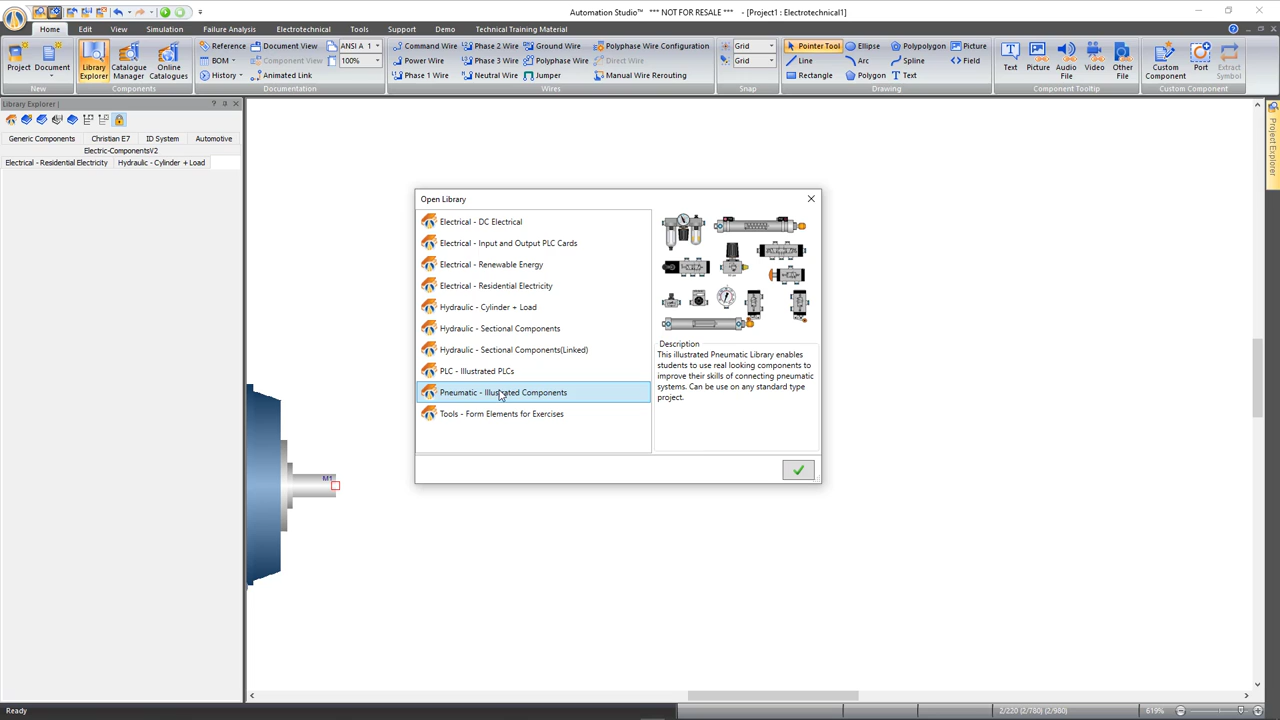 Automation Studio™ *** NOT FOR RESALE *** - [Project1 : Electrotechnical1]
Home Edit View Simulation Failure Analysis Electrotechnical Tools Support Demo Technical Training Material
Project Document
New
Library Explorer Catalogue Manager Online Catalogues
Components
Reference Document View ANSI A 1
BOM Component View 100%
History Animated Link
Documentation
Command Wire Phase 2 Wire Ground Wire Polyphase Wire Configuration
Power Wire Phase 3 Wire Polyphase Wire Direct Wire
Phase 1 Wire Neutral Wire Jumper Manual Wire Rerouting
Wires
Grid
Grid
Snap
Pointer Tool Ellipse Polypolygon Picture
Line Arc Spline Field
Rectangle Polygon Text
Drawing
Text Picture Audio File Video Other File
Component Tooltip
Custom Component Port Extract Symbol
Custom Component
Library Explorer
Generic Components Christian E7 ID System Automotive
Electric-ComponentsV2
Electrical - Residential Electricity Hydraulic - Cylinder + Load
Project Explorer
Open Library
Electrical - DC Electrical
Electrical - Input and Output PLC Cards
Electrical - Renewable Energy
Electrical - Residential Electricity
Hydraulic - Cylinder + Load
Hydraulic - Sectional Components
Hydraulic - Sectional Components(Linked)
PLC - Illustrated PLCs
Pneumatic - Illustrated Components
Tools - Form Elements for Exercises
Description
This illustrated Pneumatic Library enables
students to use real looking components to
improve their skills of connecting pneumatic
systems. Can be use on any standard type
project.
M1
Ready
2/220 (2/780) (2/980)
619%